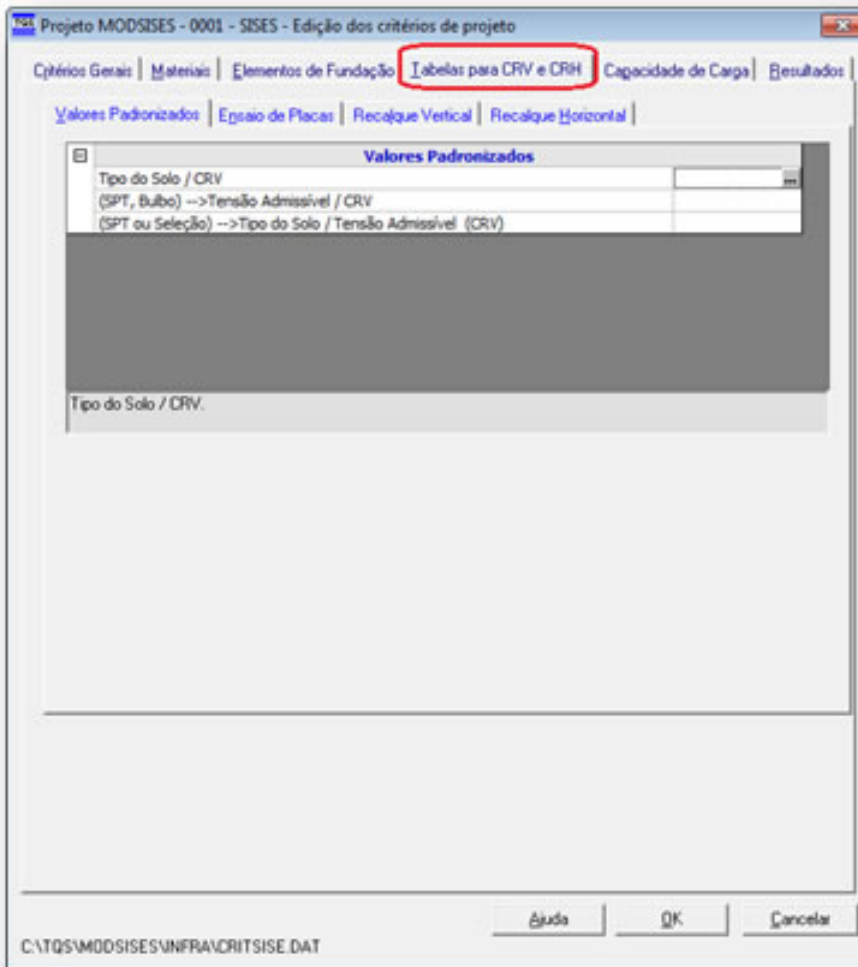 TQS Projeto MODSISES - 0001 - SISES - Edição dos critérios de projeto
Critérios Gerais | Materiais | Elementos de Fundação | Tabelas para CRV e CRH | Capacidade de Carga | Resultados |
Valores Padronizados | Ensaio de Placas | Recalque Vertical | Recalque Horizontal |
Valores Padronizados
Tipo do Solo / CRV ...
(SPT, Bulbo) -->Tensão Admissível / CRV
(SPT ou Seleção) -->Tipo do Solo / Tensão Admissível (CRV)
Tipo do Solo / CRV.
Ajuda OK Cancelar
C:\TQS\MODSISES\INFRA\CRITSISE.DAT